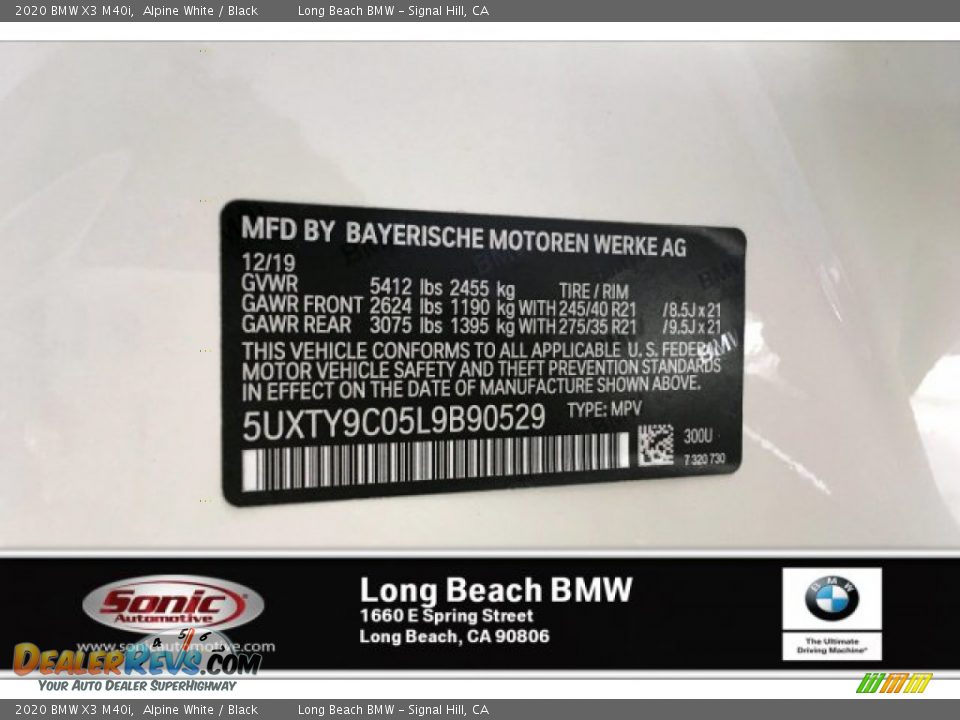 2020 BMW X3 M40i, Alpine White / Black Long Beach BMW - Signal Hill, CA
MFD BY BAYERISCHE MOTOREN WERKE AG
12/19
GVWR 5412 lbs 2455 kg TIRE / RIM
GAWR FRONT 2624 lbs 1190 kg WITH 245/40 R21 /8.5J x 21
GAWR REAR 3075 lbs 1395 kg WITH 275/35 R21 /9.5J x 21
THIS VEHICLE CONFORMS TO ALL APPLICABLE U. S. FEDERAL
MOTOR VEHICLE SAFETY AND THEFT PREVENTION STANDARDS
IN EFFECT ON THE DATE OF MANUFACTURE SHOWN ABOVE.
5UXTY9C05L9B90529 TYPE: MPV
300U
7 320 730
BMW
Sonic
Automotive
www.sonicautomotive.com
Long Beach BMW
1660 E Spring Street
Long Beach, CA 90806
BMW
The Ultimate
Driving Machine®
4 5 6
DEALERREVS.COM
YOUR AUTO DEALER SUPERHIGHWAY
2020 BMW X3 M40i, Alpine White / Black Long Beach BMW - Signal Hill, CA